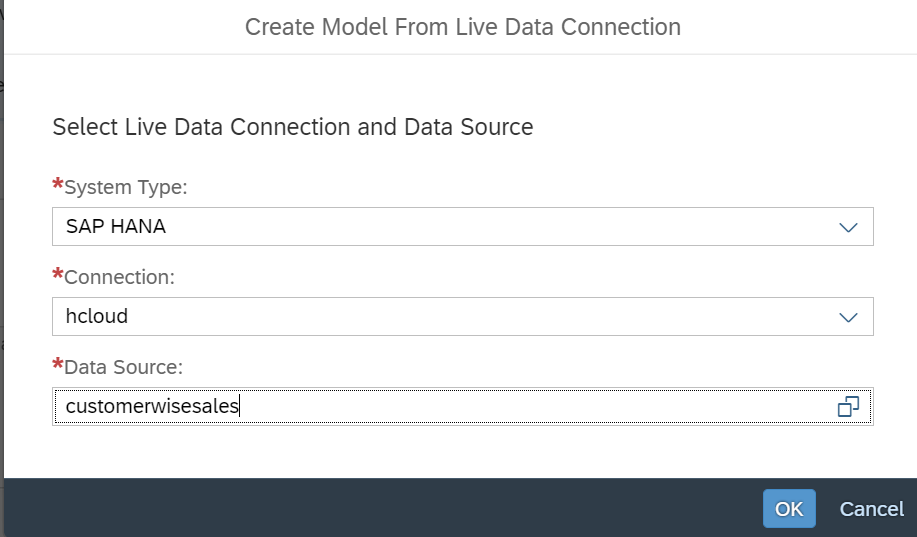 Create Model From Live Data Connection
Select Live Data Connection and Data Source
*System Type:
SAP HANA
*Connection:
hcloud
*Data Source:
customerwisesales
OK Cancel